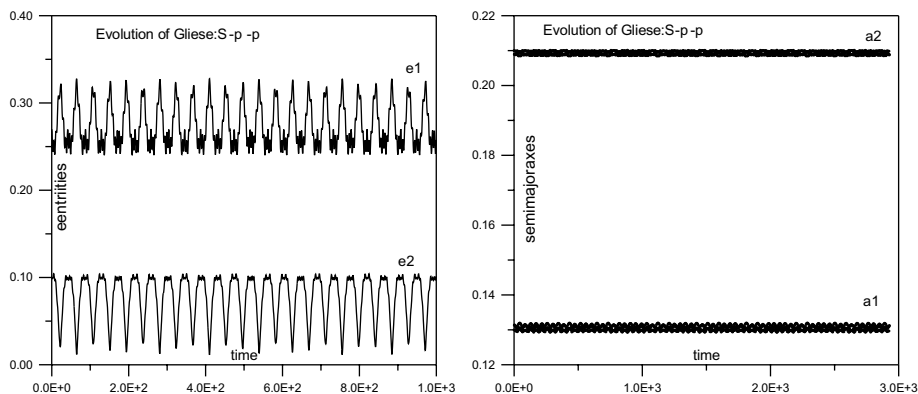 0.40
Evolution of Gliese:S-p -p
e1
0.30
0.20
eentriities
e2
0.10
0.00
time
0.0E+0
2.0E+2
4.0E+2
6.0E+2
8.0E+2
1.0E+3
0.22
Evolution of Gliese:S-p -p
a2
0.20
0.18
semimajoraxes
0.16
0.14
a1
0.12
time
0.0E+0
1.0E+3
2.0E+3
3.0E+3